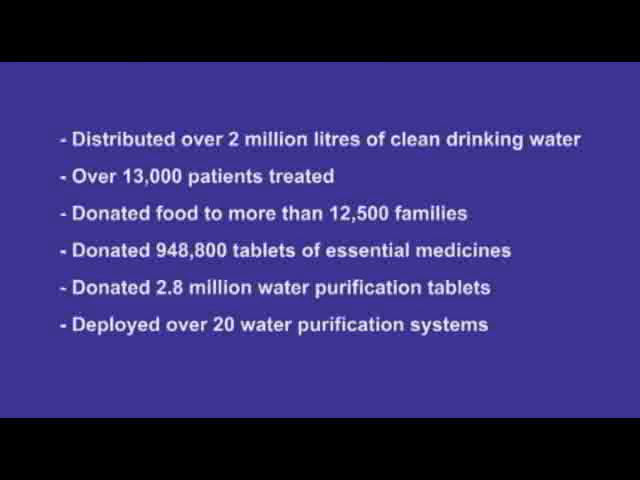 - Distributed over 2 million litres of clean drinking water
- Over 13,000 patients treated
- Donated food to more than 12,500 families
- Donated 948,800 tablets of essential medicines
- Donated 2.8 million water purification tablets
- Deployed over 20 water purification systems